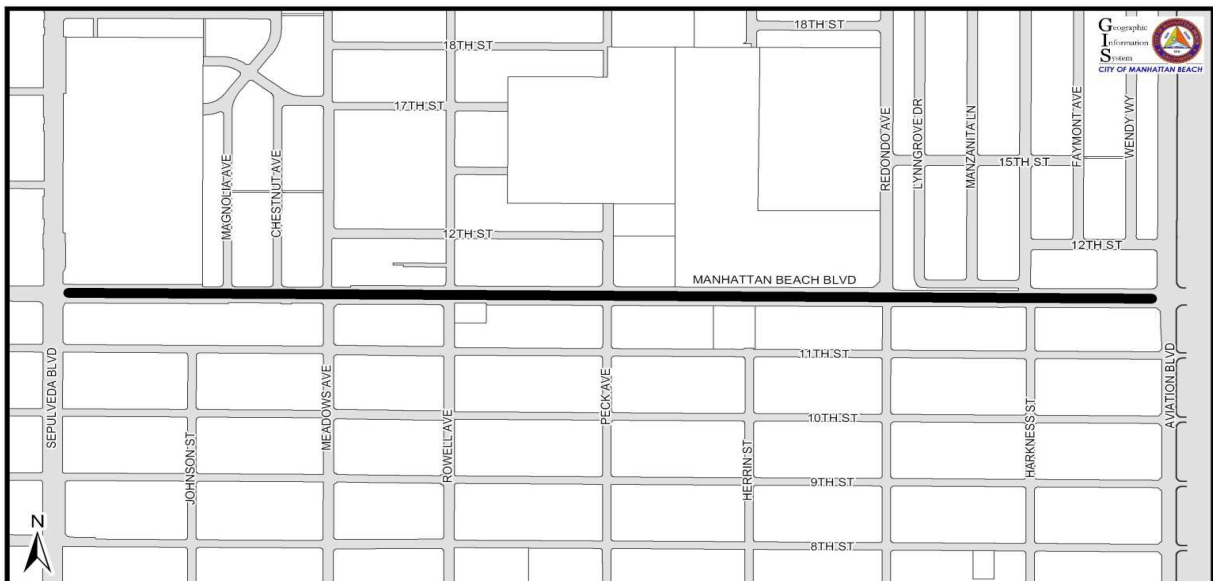 18TH ST
18TH ST
Geographic
Information
System
CITY OF MANHATTAN BEACH
17TH ST
MAGNOLIA AVE
CHESTNUT AVE
REDONDO AVE
LYNNGROVE DR
MANZANITA LN
15TH ST
FAYMONT AVE
WENDY WY
12TH ST
12TH ST
MANHATTAN BEACH BLVD
SEPULVEDA BLVD
JOHNSON ST
MEADOWS AVE
ROWELL AVE
PECK AVE
HERRIN ST
11TH ST
10TH ST
9TH ST
8TH ST
HARKNESS ST
AVIATION BLVD
N